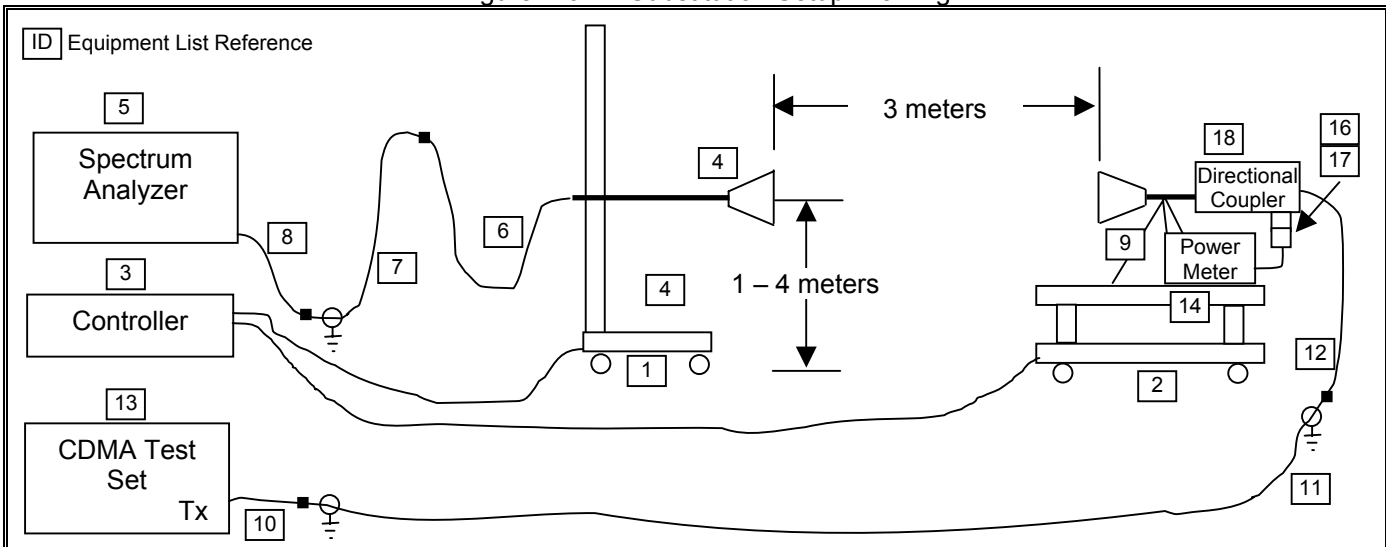 ID Equipment List Reference
5
Spectrum
Analyzer
8
7
6
4
3 meters
18
16
17
Directional
Coupler
9
Power
Meter
3
Controller
4
1 – 4 meters
14
1
2
12
13
CDMA Test
Set
Tx
10
11